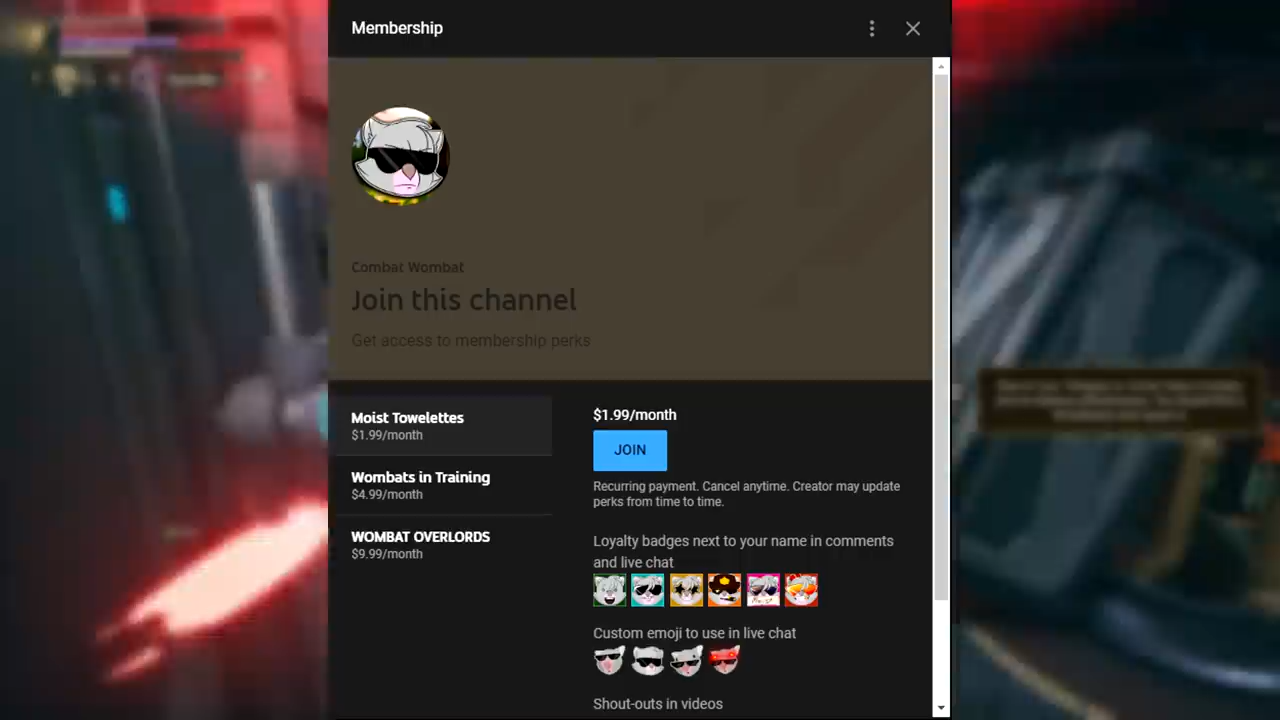 Membership
Combat Wombat
Join this channel
Get access to membership perks
Moist Towelettes
$1.99/month
Wombats in Training
$4.99/month
WOMBAT OVERLORDS
$9.99/month
$1.99/month
JOIN
Recurring payment. Cancel anytime. Creator may update
perks from time to time.
Loyalty badges next to your name in comments
and live chat
Custom emoji to use in live chat
Shout-outs in videos